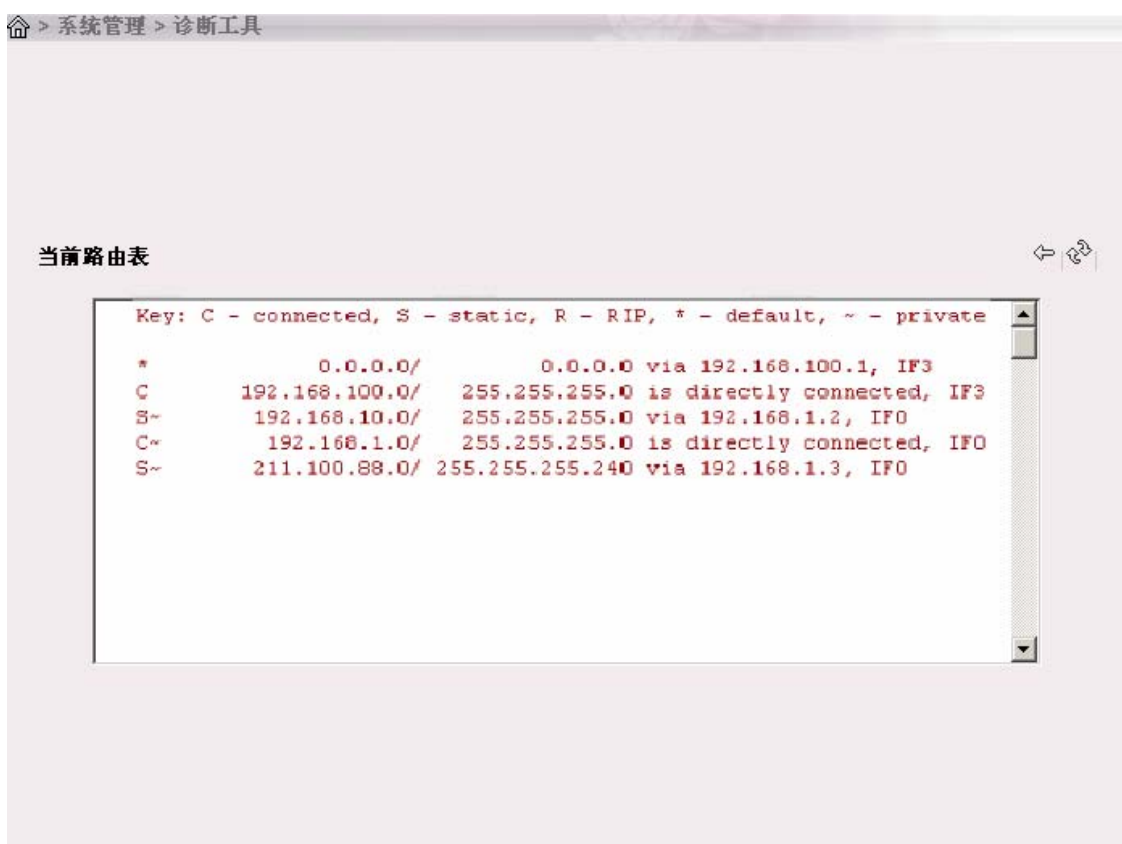 > 系统管理 > 诊断工具
当前路由表
Key: C - connected, S - static, R - RIP, * - default, ~ - private
* 0.0.0.0/ 0.0.0.0 via 192.168.100.1, IF3
C 192.168.100.0/ 255.255.255.0 is directly connected, IF3
S~ 192.168.10.0/ 255.255.255.0 via 192.168.1.2, IF0
C~ 192.168.1.0/ 255.255.255.0 is directly connected, IF0
S~ 211.100.88.0/ 255.255.255.240 via 192.168.1.3, IF0